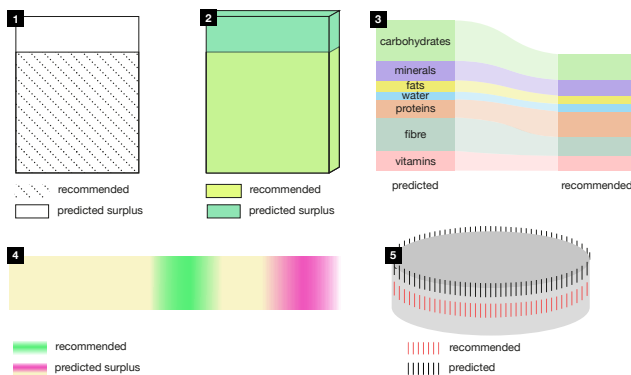 1
recommended
predicted surplus
2
recommended
predicted surplus
3
carbohydrates
minerals
fats
water
proteins
fibre
vitamins
predicted
recommended
4
recommended
predicted surplus
5
recommended
predicted